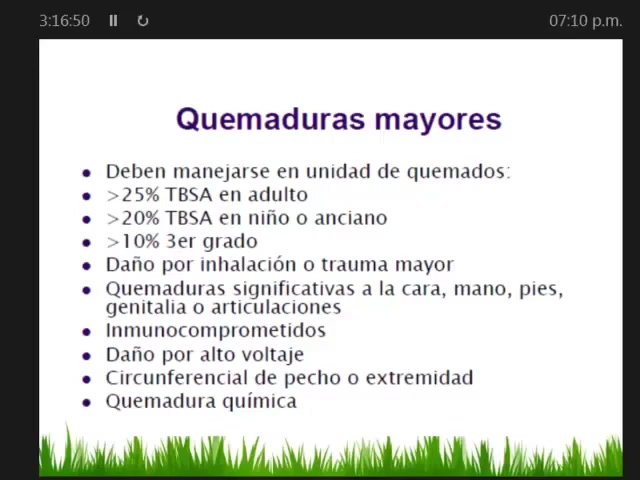 3:16:50
07:10 p.m.
Quemaduras mayores
Deben manejarse en unidad de quemados:
>25% TBSA en adulto
>20% TBSA en niño o anciano
>10% 3er grado
Daño por inhalación o trauma mayor
Quemaduras significativas a la cara, mano, pies,
genitalia o articulaciones
Inmunocomprometidos
Daño por alto voltaje
Circunferencial de pecho o extremidad
Quemadura química